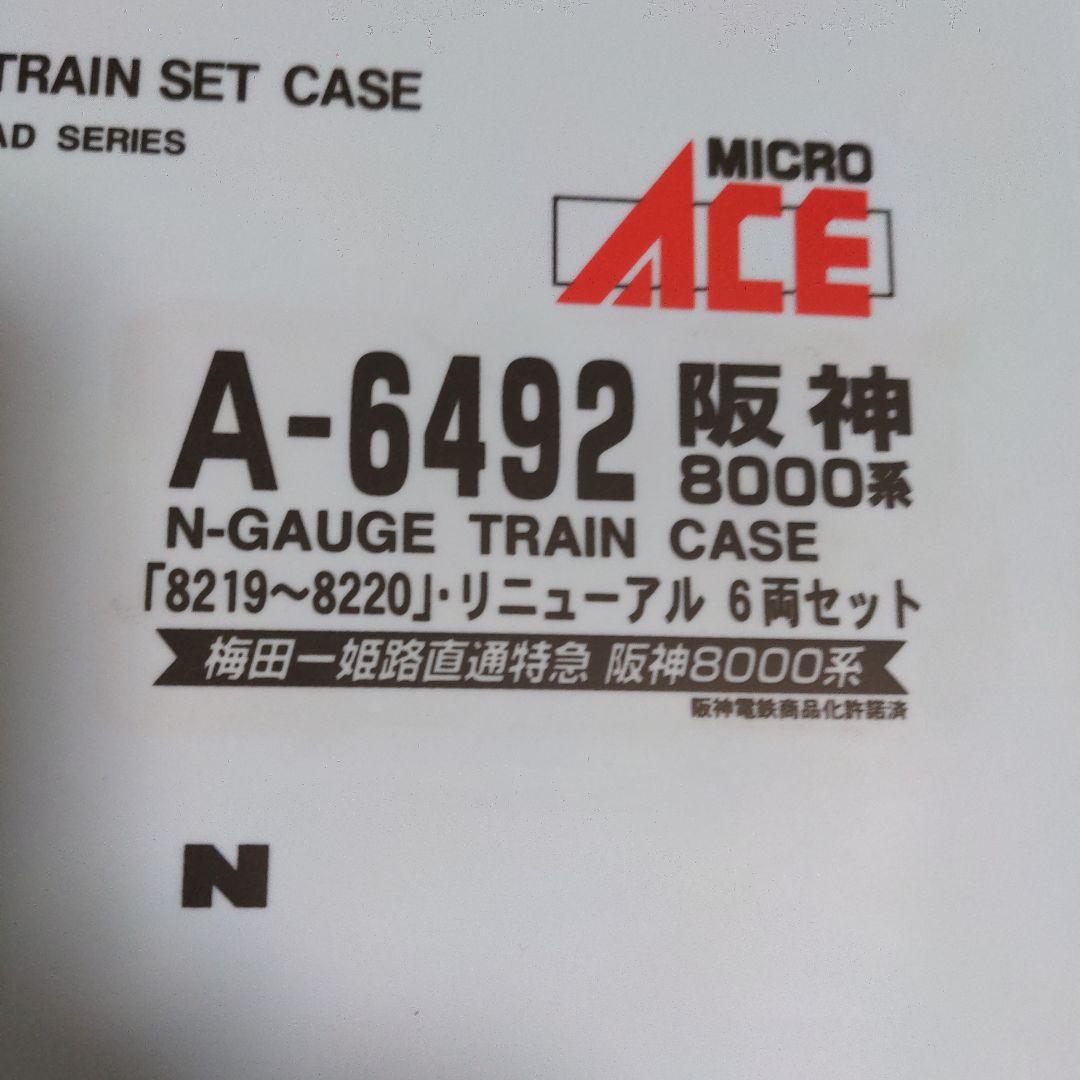 TRAIN SET CASE
AD SERIES
MICRO
ACE
A-6492 阪神
8000系
N-GAUGE TRAIN CASE
「8219〜8220」・リニューアル 6両セット
梅田ー姫路直通特急 阪神8000系
阪神電鉄商品化許諾済
N